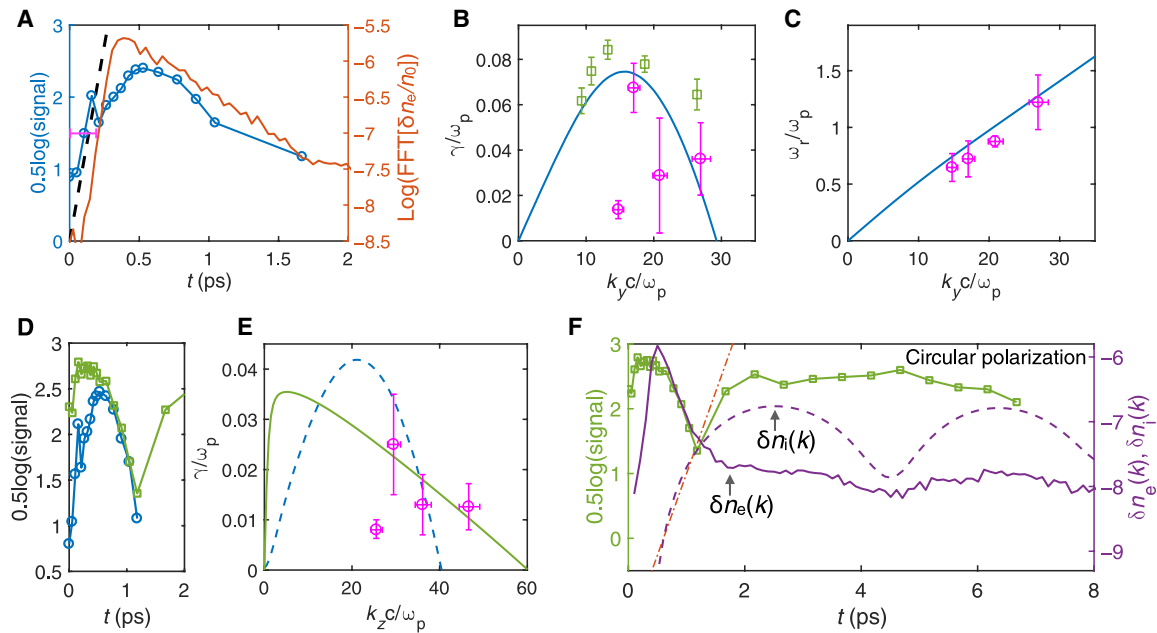 A
3
2
1
0
0.5log(signal)
0
0.5
1
1.5
2
t (ps)
−5.5
−6
−6.5
−7
−7.5
−8
−8.5
Log(FFT[δnₑ/n₀])
B
0.08
0.06
0.04
0.02
0
γ/ωₚ
0
10
20
30
k_y c/ωₚ
C
1.5
1.0
0.5
0
ωᵣ/ωₚ
0
10
20
30
k_y c/ωₚ
D
3
2.5
2
1.5
1
0.5
0.5log(signal)
0
1
2
t (ps)
E
0.04
0.03
0.02
0.01
0
γ/ωₚ
0
20
40
60
k_z c/ωₚ
F
Circular polarization
3
2
1
0
0.5log(signal)
δnᵢ(k)
δnₑ(k)
0
2
4
6
8
t (ps)
−6
−7
−8
−9
δnₑ(k), δnᵢ(k)